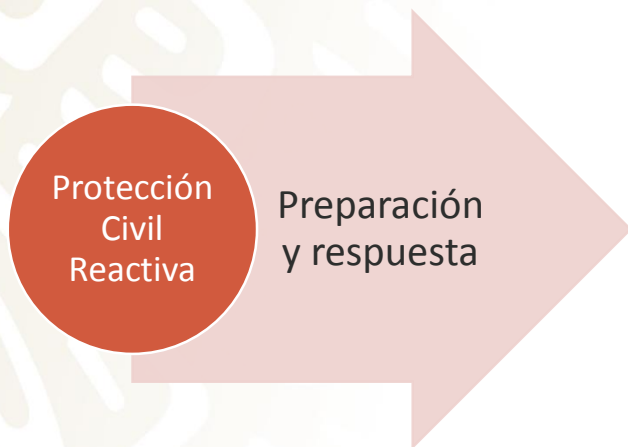 Protección
Civil
Reactiva
Preparación
y respuesta